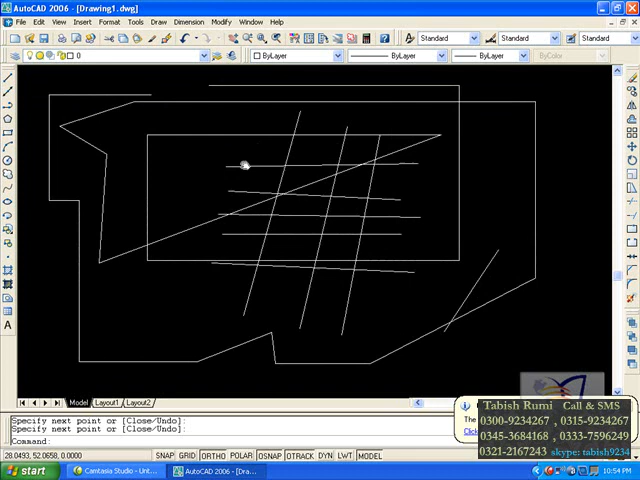 AutoCAD 2006 - [Drawing1.dwg]
File Edit View Insert Format Tools Draw Dimension Modify Window Help
Standard Standard Standard
0 ByLayer ByLayer ByLayer ByColor
Model Layout1 Layout2
Specify next point or [Close/Undo]:
Specify next point or [Close/Undo]:
Command:
28.0493, 52.0658, 0.0000 SNAP GRID ORTHO POLAR OSNAP OTRACK DYN LWT MODEL
The
Click
Tabish Rumi Call & SMS
0300-9234267 , 0315-9234267
0345-3684168 , 0333-7596249
0321-2167243 skype: tabish9234
start Camtasia Studio - Unt... AutoCAD 2006 - [Dra... 10:54 PM